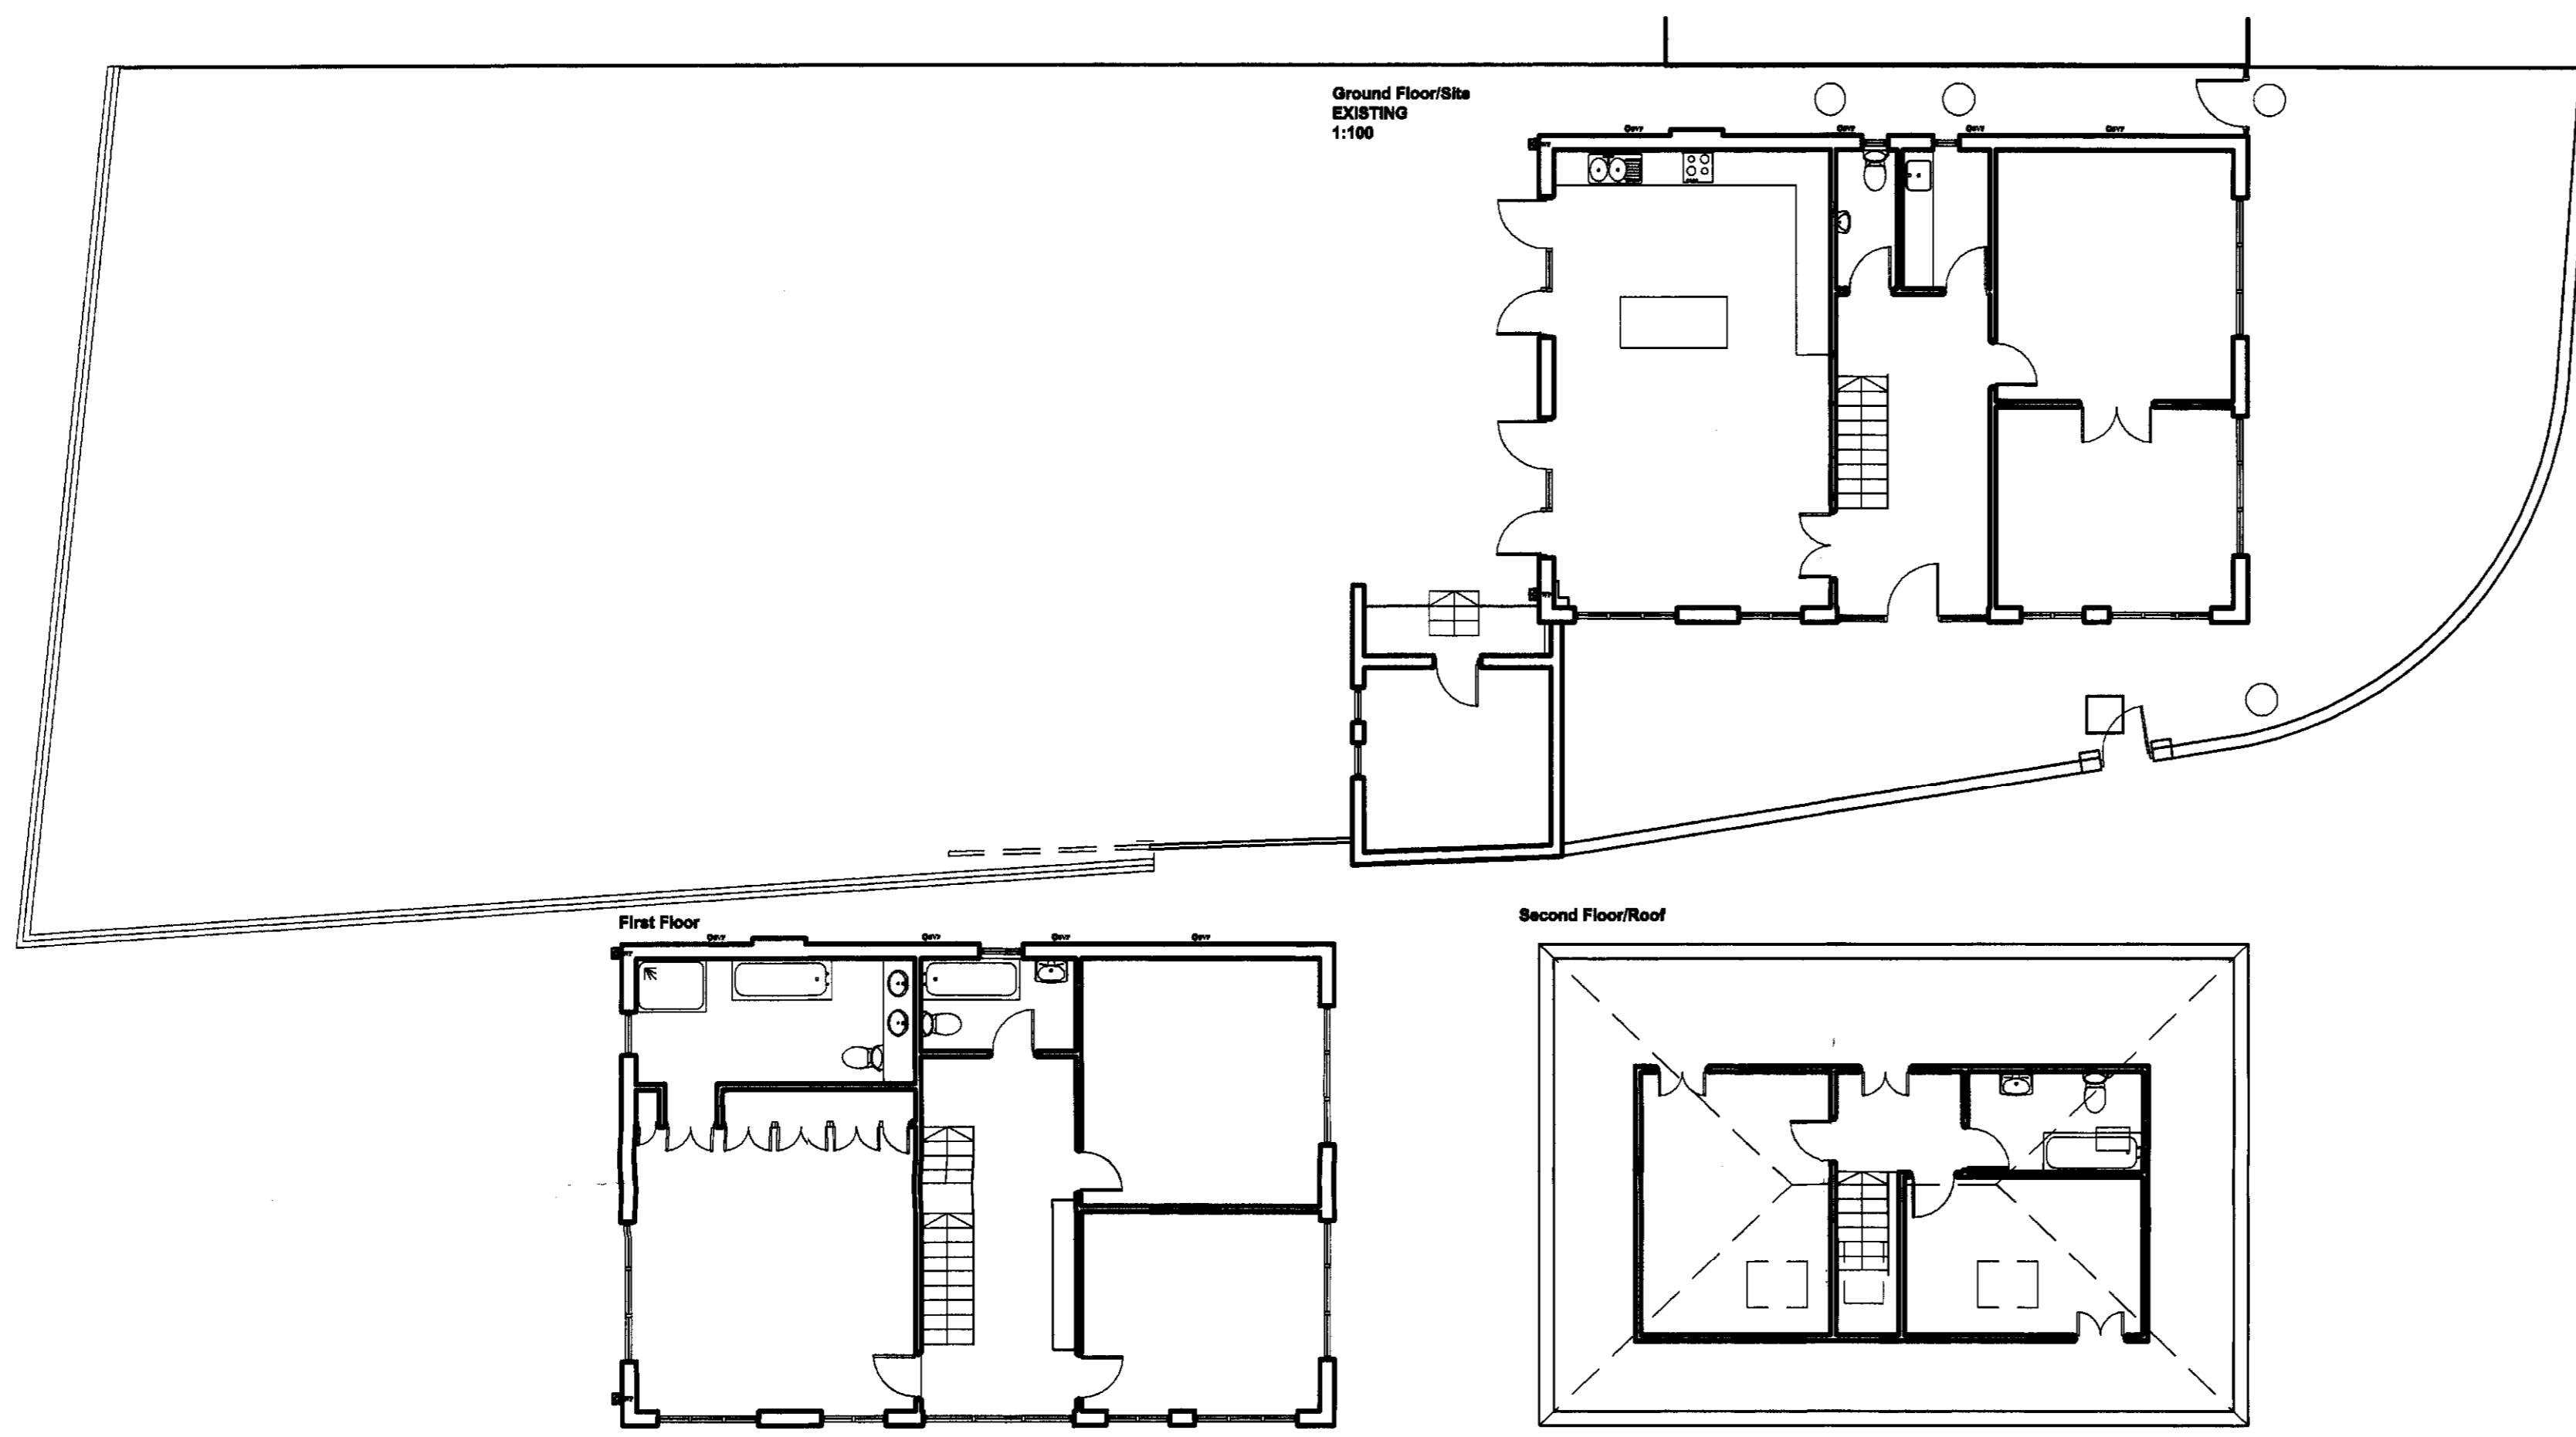 Ground Floor/Site
EXISTING
1:100
First Floor
Second Floor/Roof